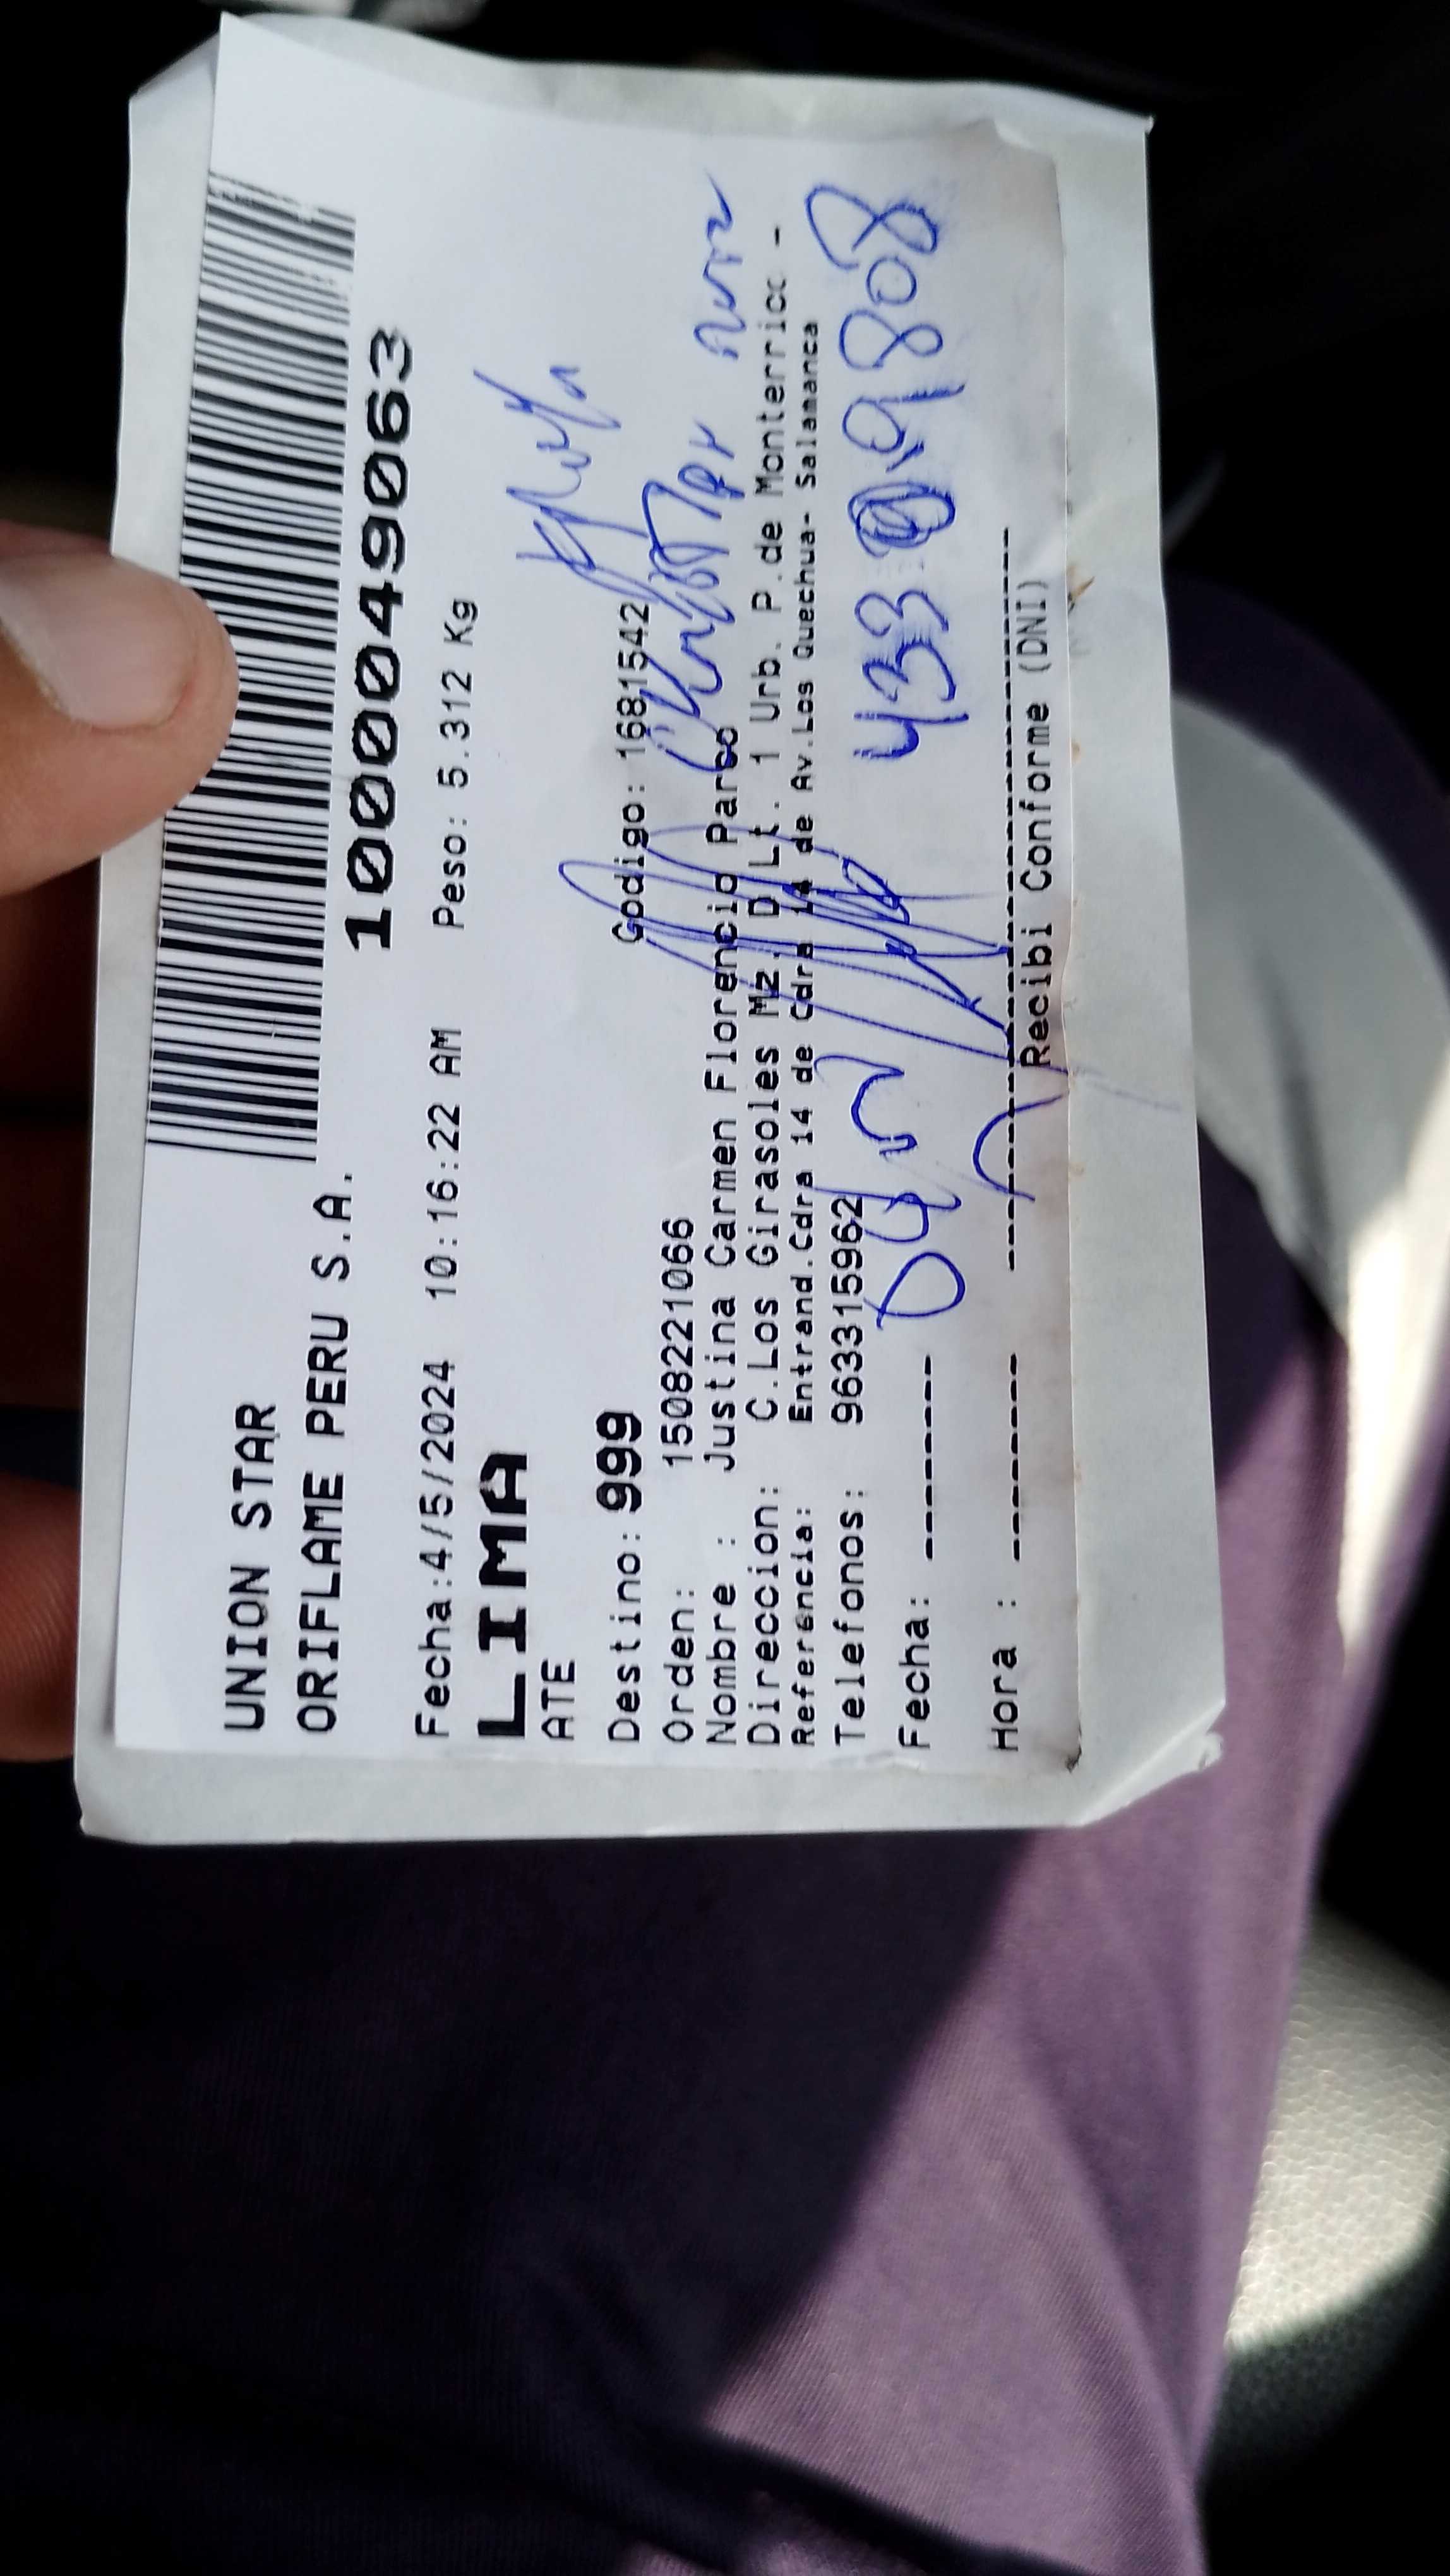 UNION STAR
ORIFLAME PERU S.A.
1000049063
Fecha:4/5/2024 10:16:22 AM Peso: 5.312 Kg
LIMA
ATE
Destino: 999 Codigo: 1681542
Orden: 1508221066
Nombre : Justina Carmen Florencio Parco
Direccion: C.Los Girasoles Mz. D Lt. 1 Urb. P.de Monterrico -
Referencia: Entrand.Cdra 14 de Cdra 14 de Av.Los Quechua- Salamanca
Telefonos: 963315962
Fecha: --------
Hora : --------
Recibi Conforme (DNI)